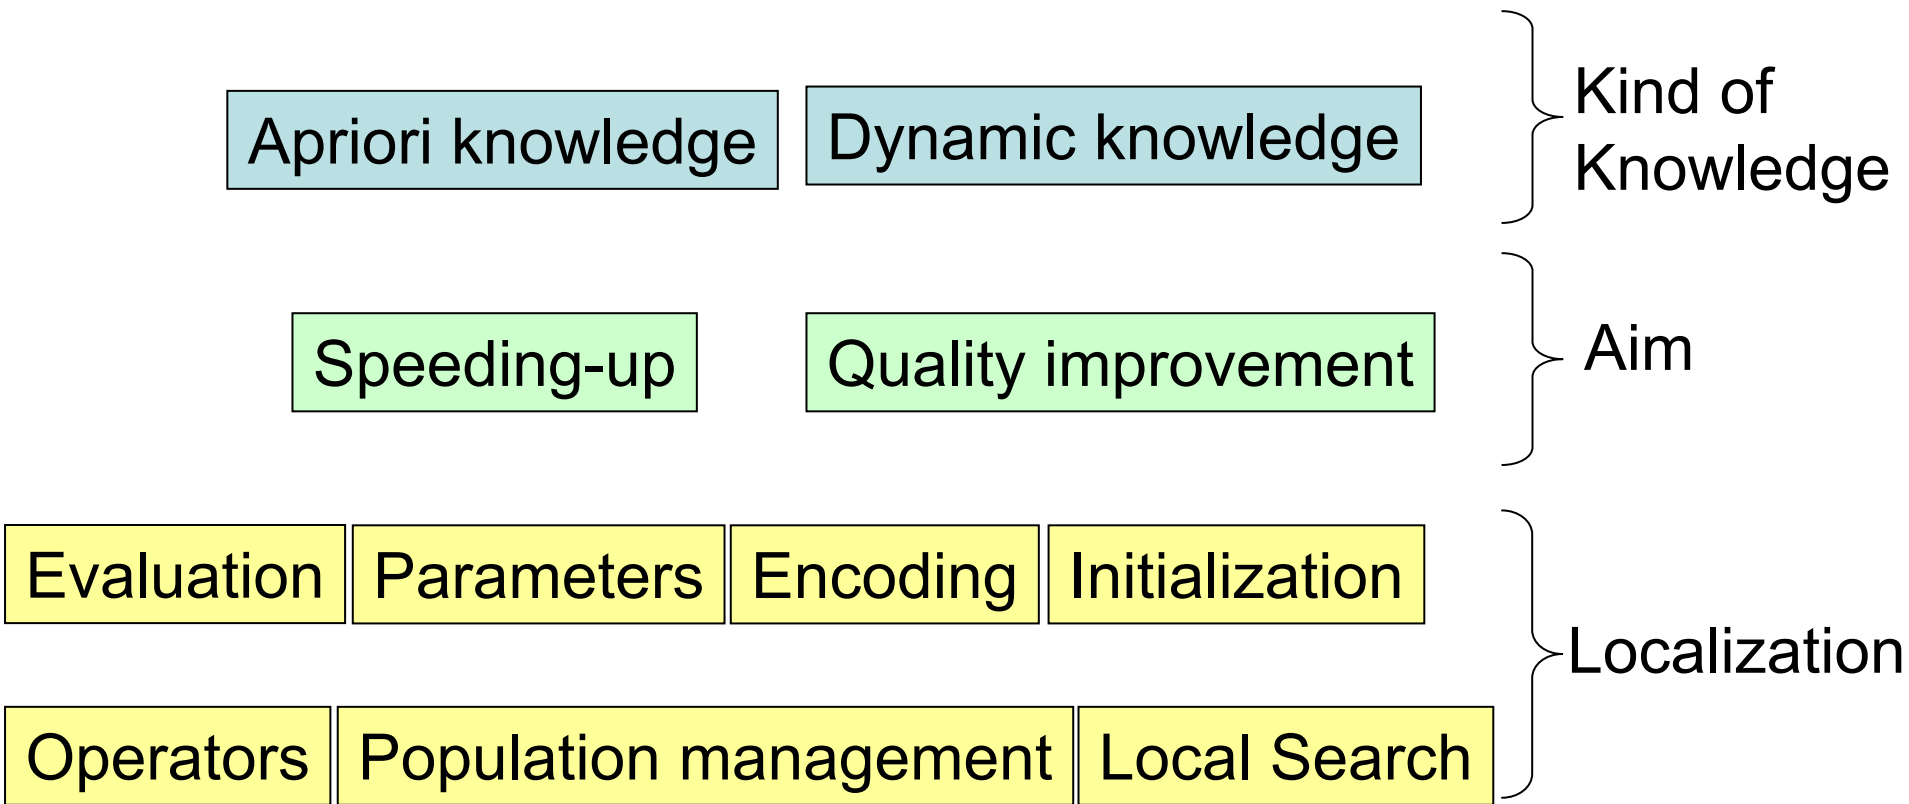 Apriori knowledge
Dynamic knowledge
Kind of
Knowledge
Speeding-up
Quality improvement
Aim
Evaluation
Parameters
Encoding
Initialization
Localization
Operators
Population management
Local Search